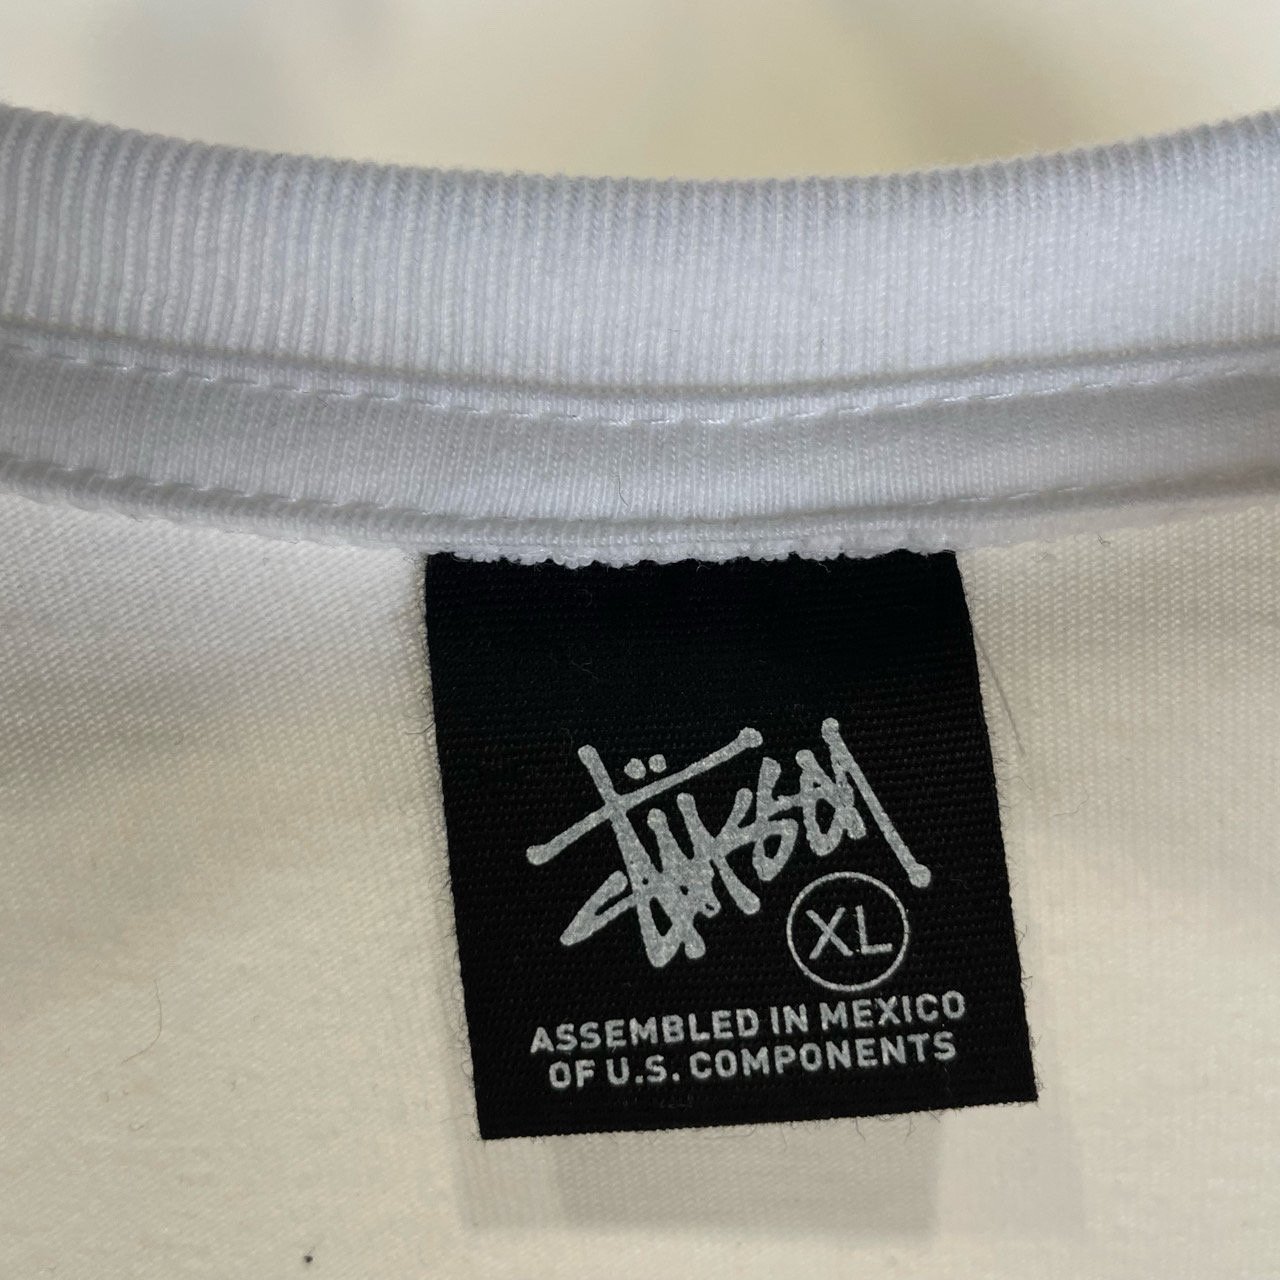 Stüssy
XL
ASSEMBLED IN MEXICO
OF U.S. COMPONENTS